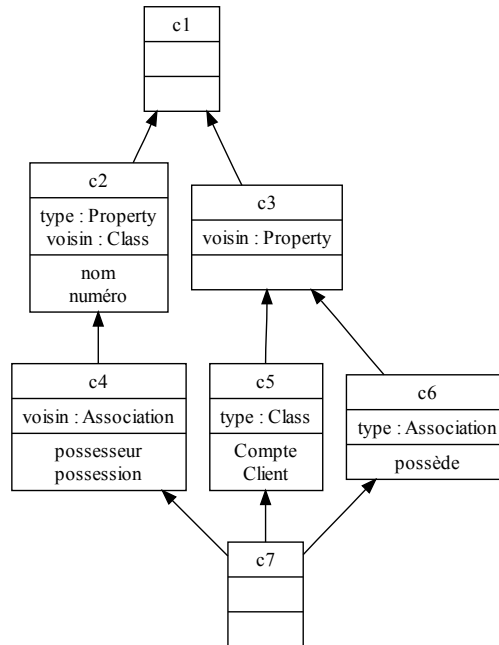 c1
c2
type : Property
voisin : Class
nom
numéro
c3
voisin : Property
c4
voisin : Association
possesseur
possession
c5
type : Class
Compte
Client
c6
type : Association
possède
c7